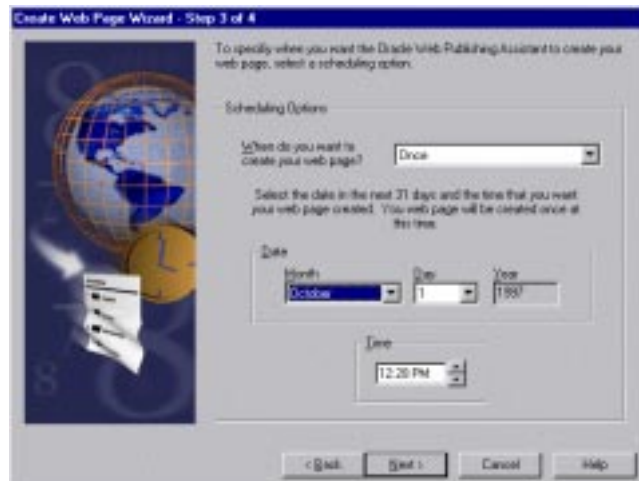 Create Web Page Wizard - Step 3 of 4
To specify when you want the Oracle Web Publishing Assistant to create your
web page, select a scheduling option.
Scheduling Options
When do you want to
create your web page?
Once
Select the date in the next 31 days and the time that you want
your web page created. You web page will be created once at
this time.
Date
Month Day Year
October 1 1997
Time
12:20 PM
< Back Next > Cancel Help